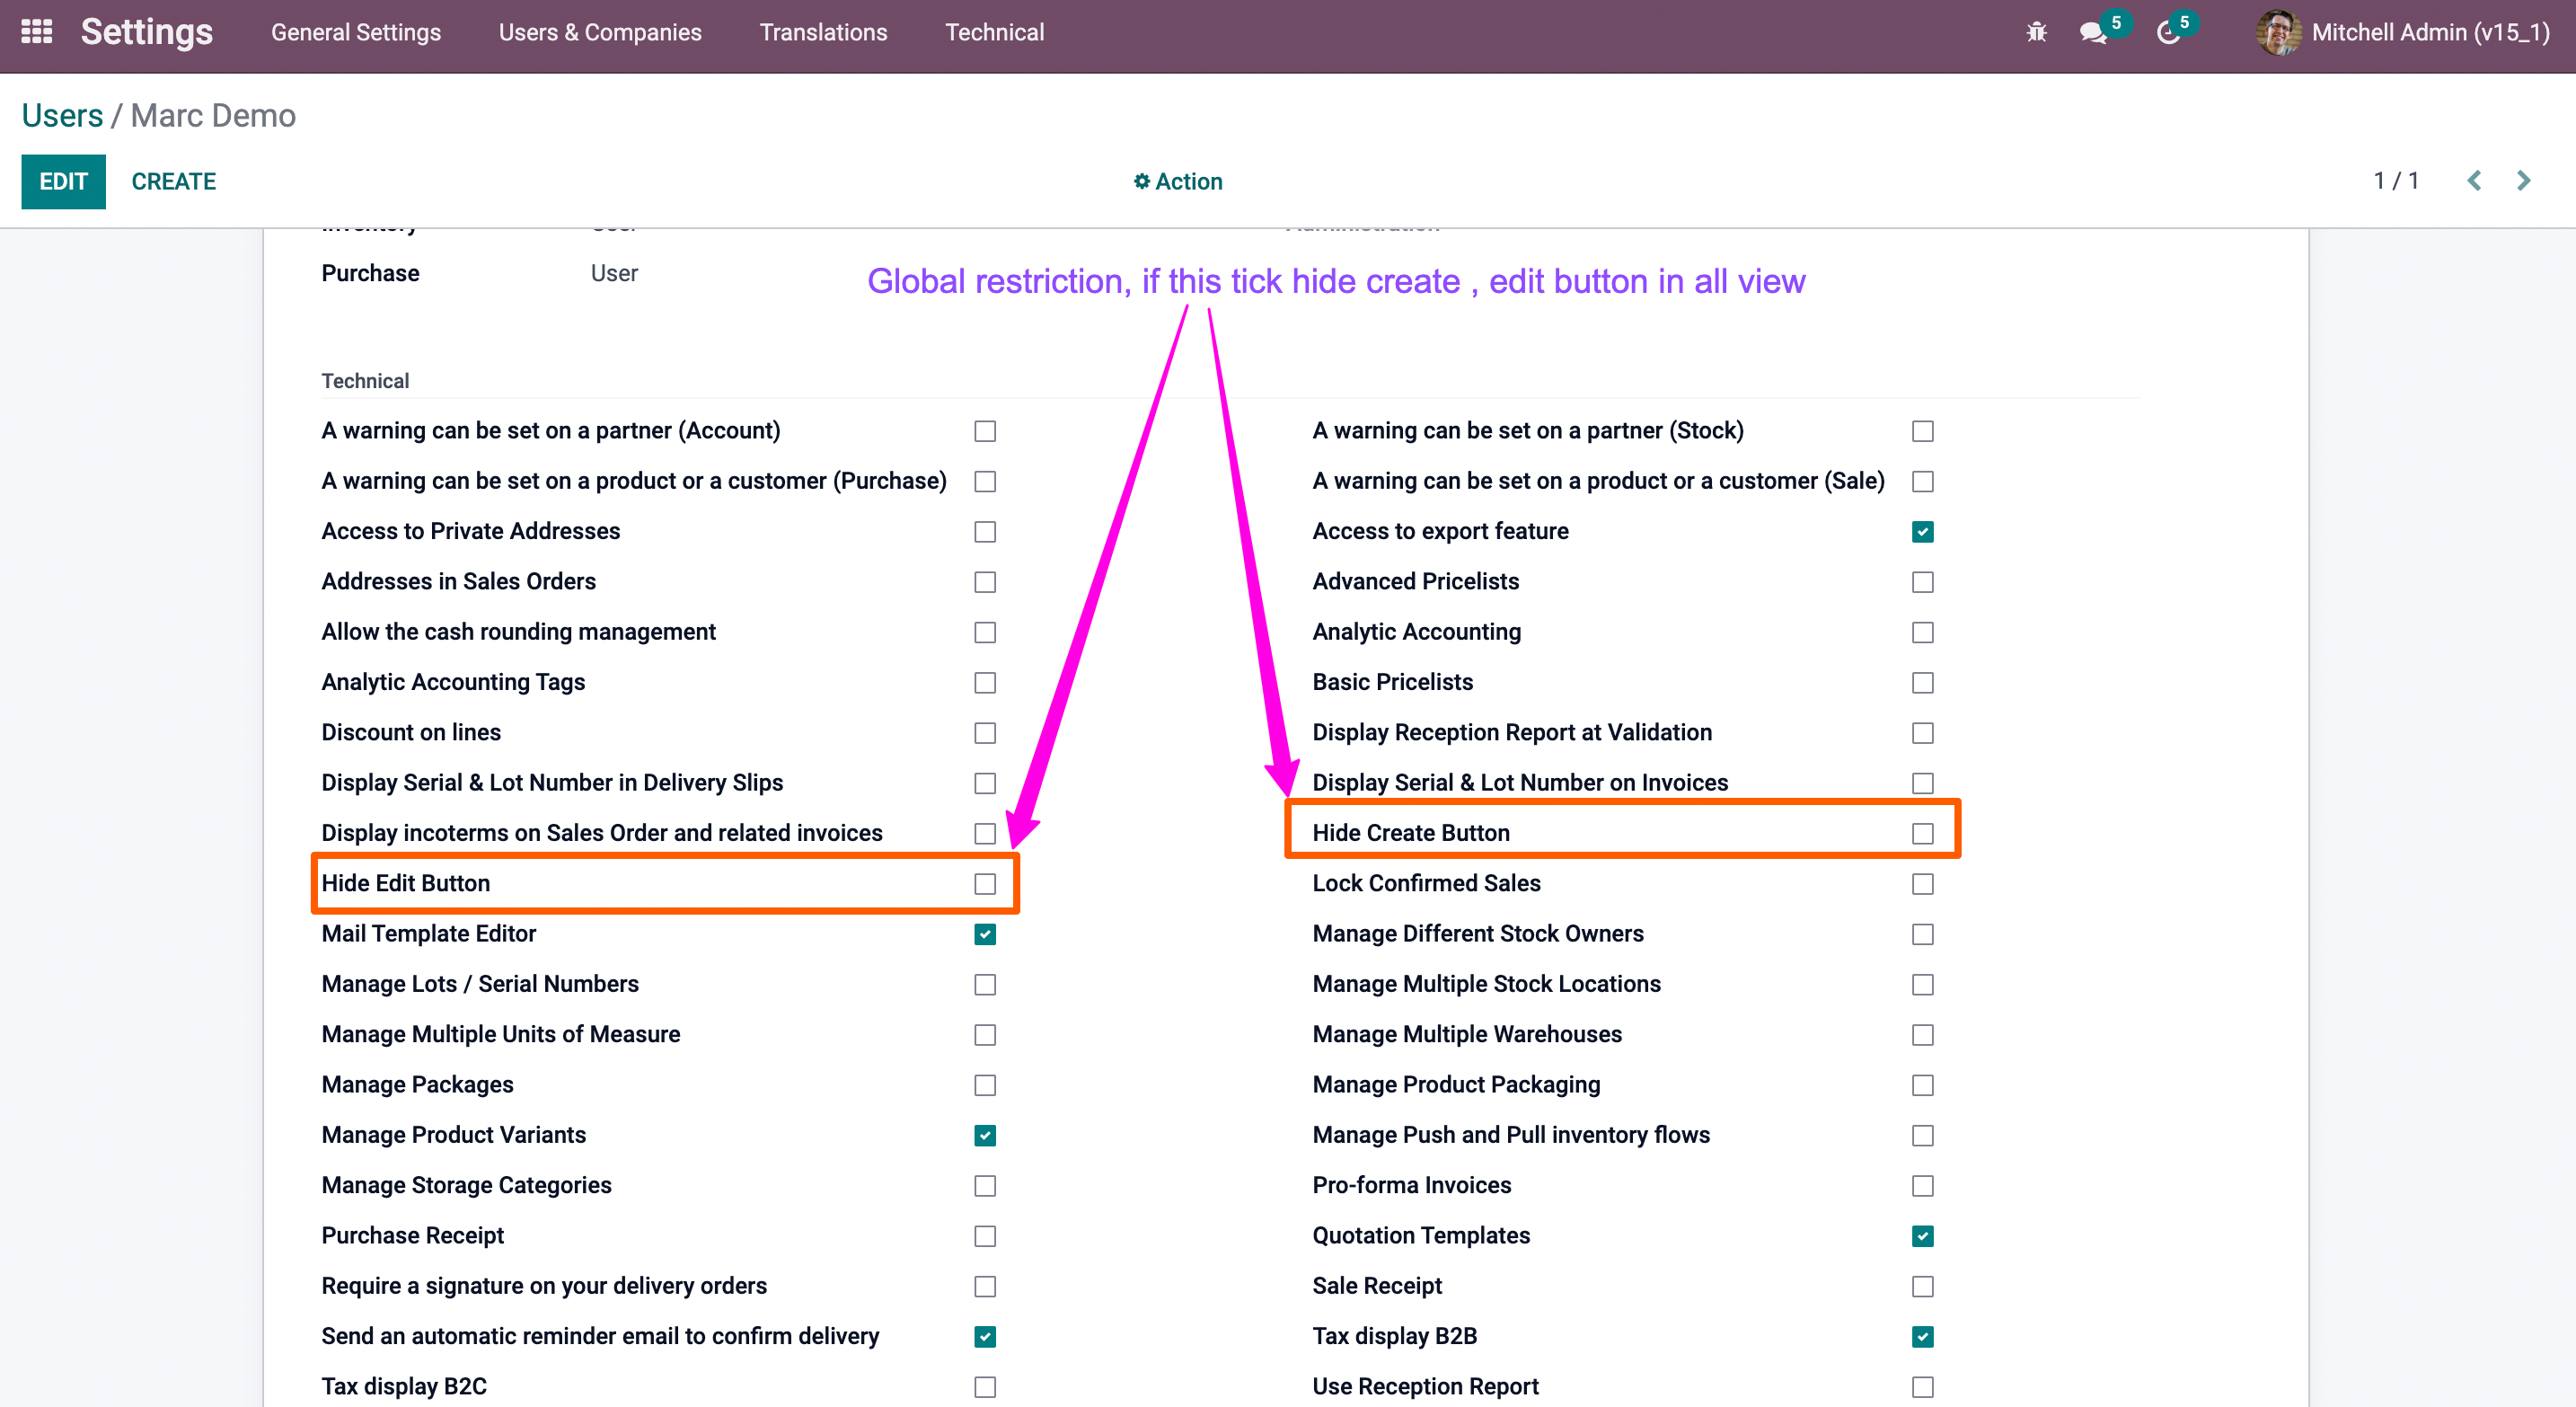 Settings General Settings Users & Companies Translations Technical 5 5 Mitchell Admin (v15_1)
Users / Marc Demo
EDIT CREATE Action 1 / 1
Inventory User Administration
Purchase User
Global restriction, if this tick hide create , edit button in all view
Technical
A warning can be set on a partner (Account) A warning can be set on a partner (Stock)
A warning can be set on a product or a customer (Purchase) A warning can be set on a product or a customer (Sale)
Access to Private Addresses Access to export feature
Addresses in Sales Orders Advanced Pricelists
Allow the cash rounding management Analytic Accounting
Analytic Accounting Tags Basic Pricelists
Discount on lines Display Reception Report at Validation
Display Serial & Lot Number in Delivery Slips Display Serial & Lot Number on Invoices
Display incoterms on Sales Order and related invoices Hide Create Button
Hide Edit Button Lock Confirmed Sales
Mail Template Editor Manage Different Stock Owners
Manage Lots / Serial Numbers Manage Multiple Stock Locations
Manage Multiple Units of Measure Manage Multiple Warehouses
Manage Packages Manage Product Packaging
Manage Product Variants Manage Push and Pull inventory flows
Manage Storage Categories Pro-forma Invoices
Purchase Receipt Quotation Templates
Require a signature on your delivery orders Sale Receipt
Send an automatic reminder email to confirm delivery Tax display B2B
Tax display B2C Use Reception Report